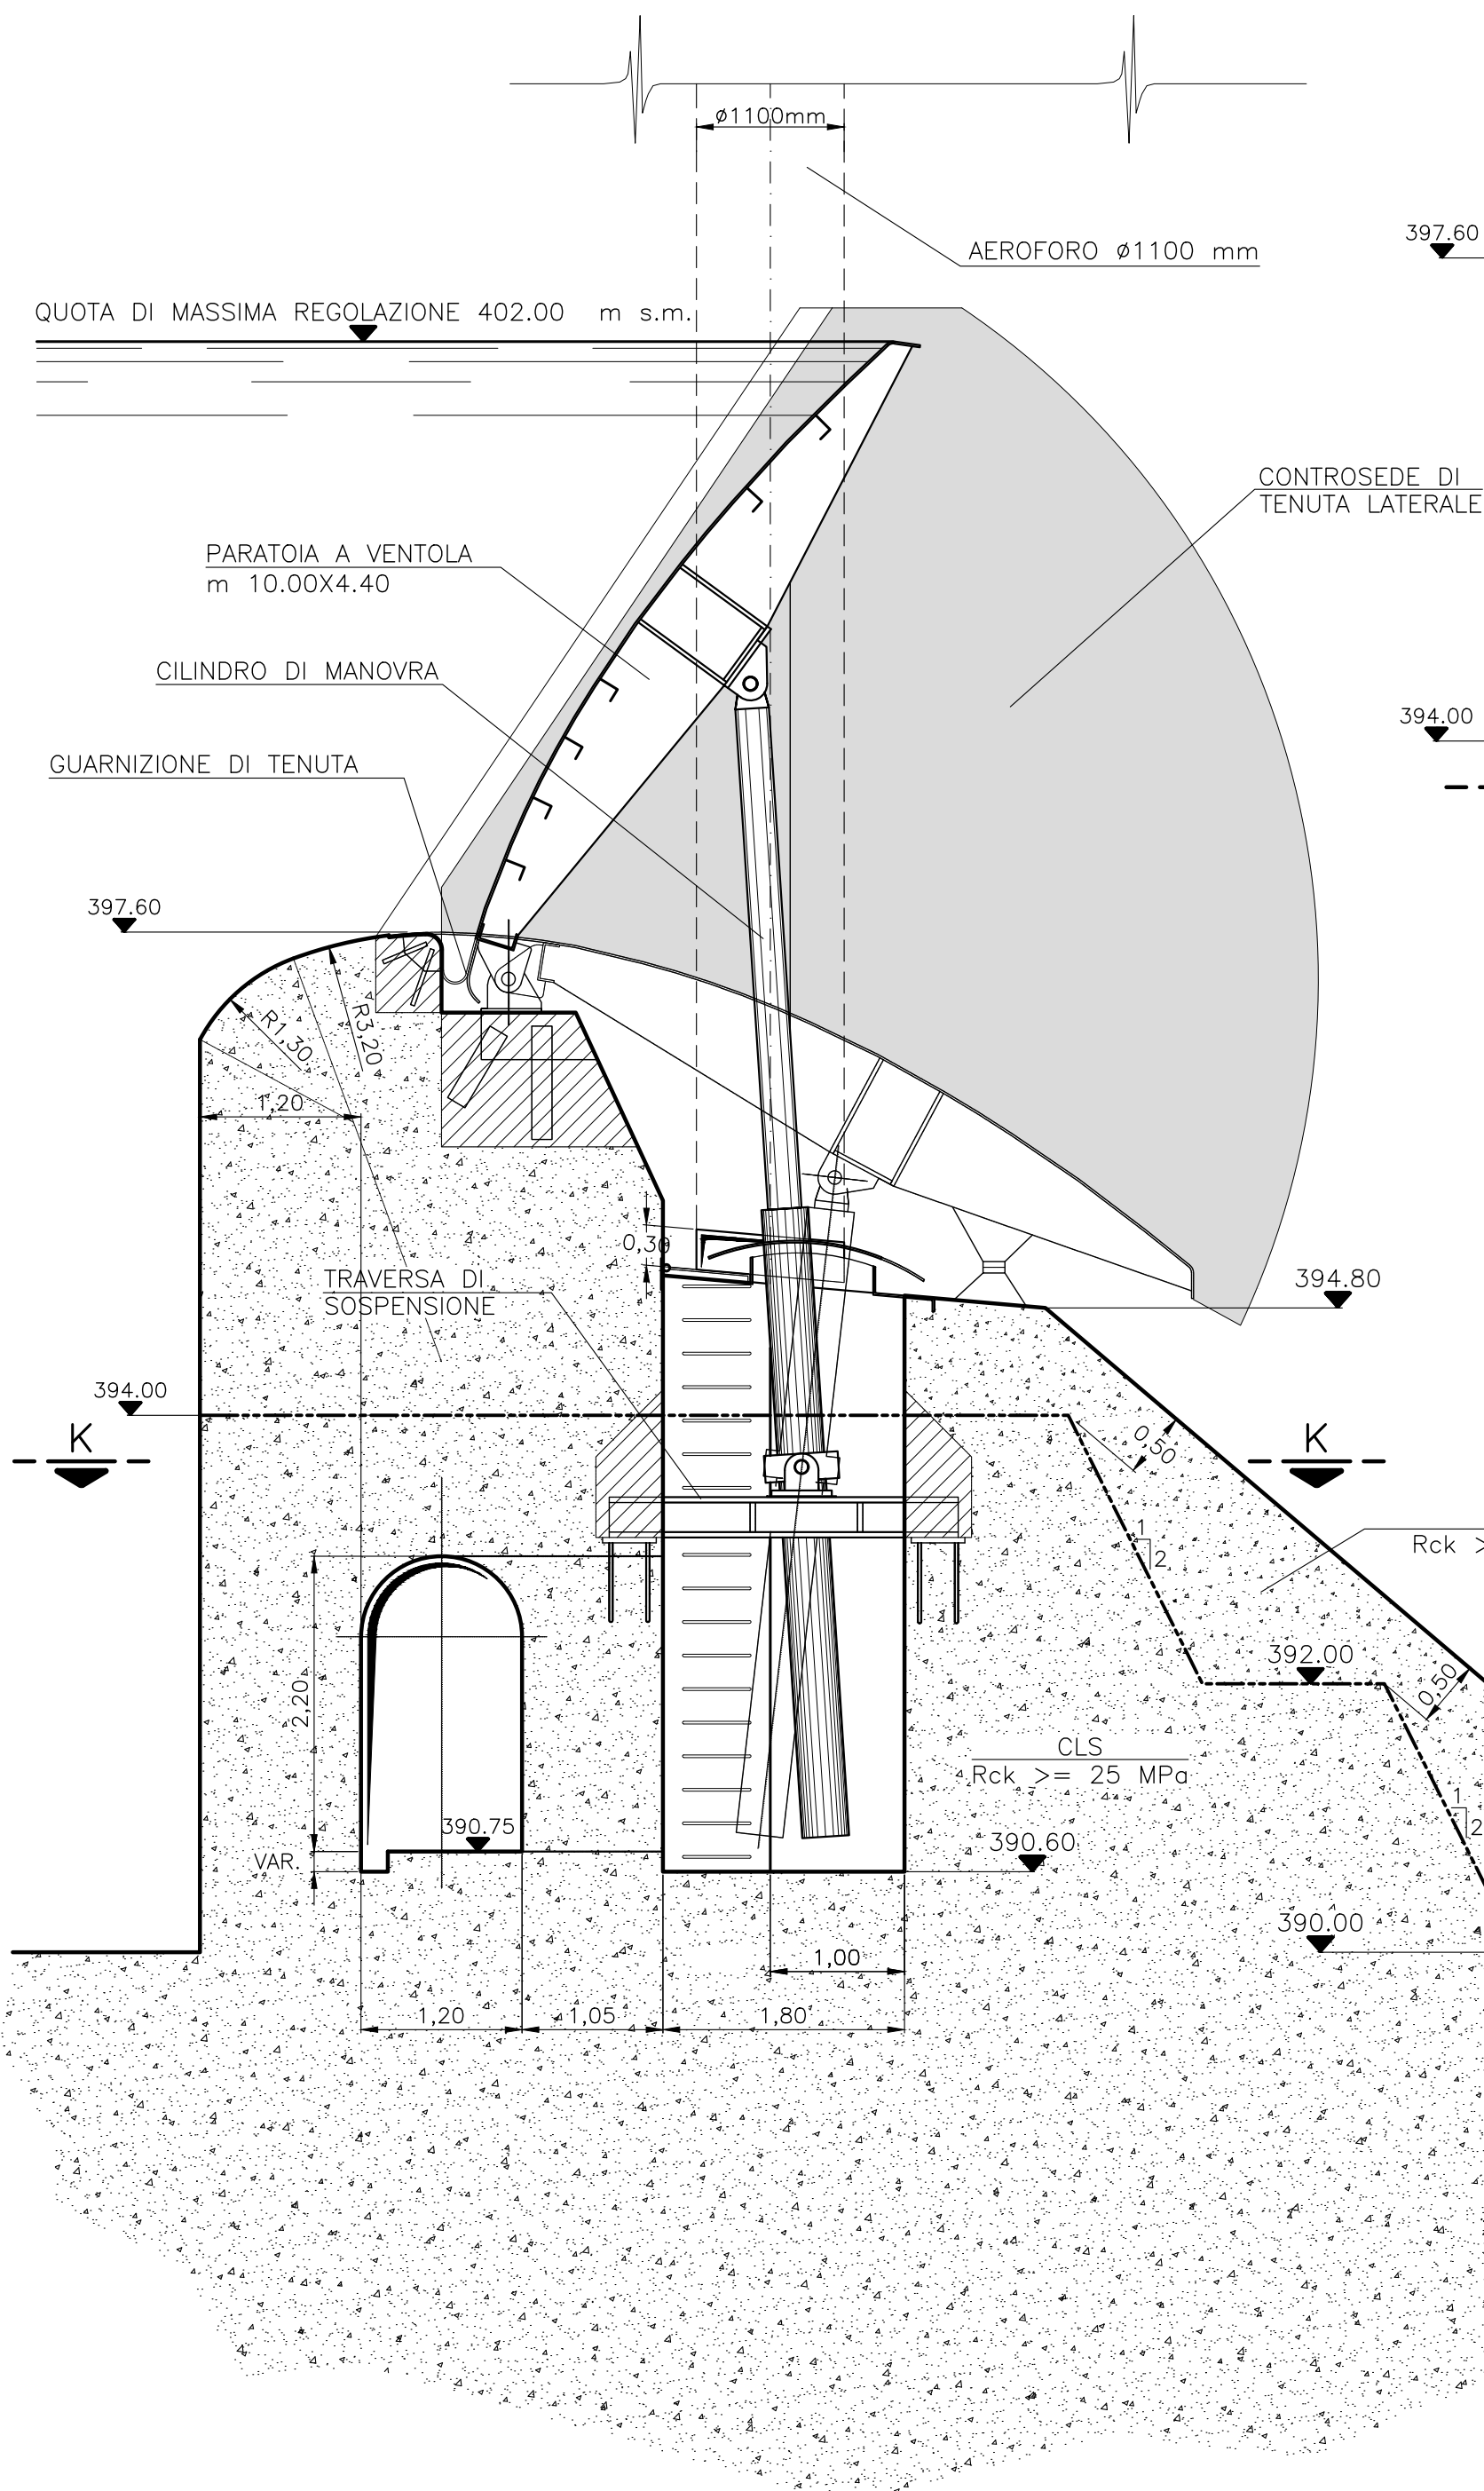 ø1100mm
397.60
AEROFORO ø1100 mm
QUOTA DI MASSIMA REGOLAZIONE 402.00 m s.m.
CONTROSEDE DI
TENUTA LATERALE
PARATOIA A VENTOLA
m 10.00X4.40
CILINDRO DI MANOVRA
394.00
GUARNIZIONE DI TENUTA
397.60
R1,30
R3,20
1,20
0,30
TRAVERSA DI
SOSPENSIONE
394.80
394.00
K
K
0,50
1
2
Rck >
2,20
392.00
0,50
CLS
Rck >= 25 MPa
1
2
390.75
390.60
VAR.
390.00
1,00
1,20
1,05
1,80